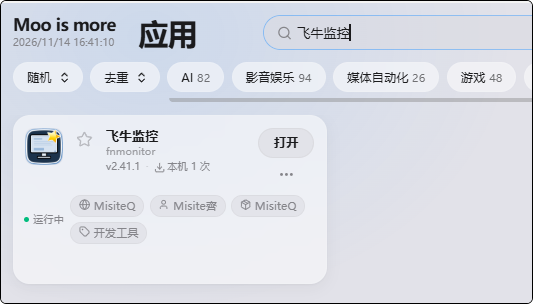 Moo is more
2026/11/14 16:41:10
应用
飞牛监控
随机
去重
AI 82
影音娱乐 94
媒体自动化 26
游戏 48
飞牛监控
fnmonitor
v2.41.1 · 本机 1 次
打开
运行中
MisiteQ
Misite齊
MisiteQ
开发工具